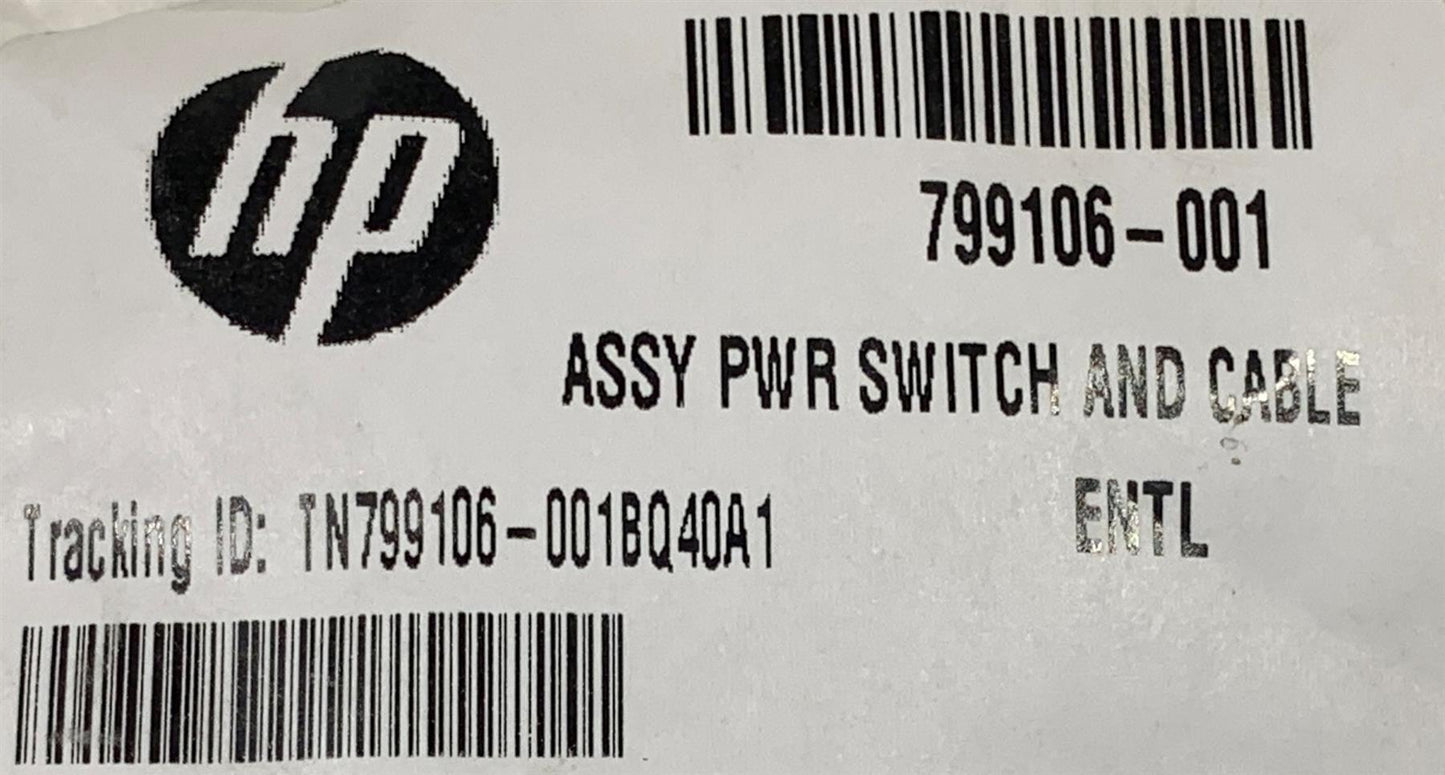 hp
799106-001
ASSY PWR SWITCH AND CABLE
ENTL
Tracking ID: TN799106-001BQ40A1